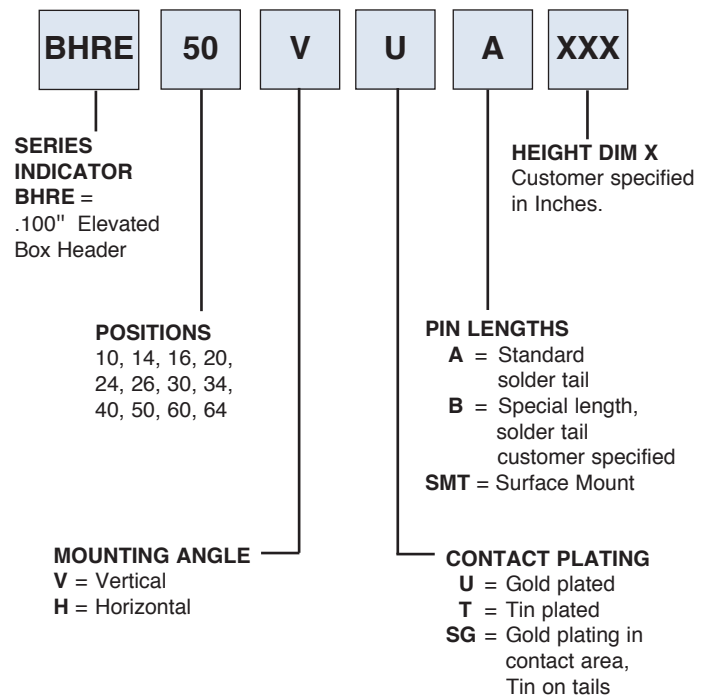 BHRE 50 V U A XXX
SERIES
INDICATOR
BHRE =
.100" Elevated
Box Header
HEIGHT DIM X
Customer specified
in Inches.
POSITIONS
10, 14, 16, 20,
24, 26, 30, 34,
40, 50, 60, 64
PIN LENGTHS
A = Standard
solder tail
B = Special length,
solder tail
customer specified
SMT = Surface Mount
MOUNTING ANGLE
V = Vertical
H = Horizontal
CONTACT PLATING
U = Gold plated
T = Tin plated
SG = Gold plating in
contact area,
Tin on tails